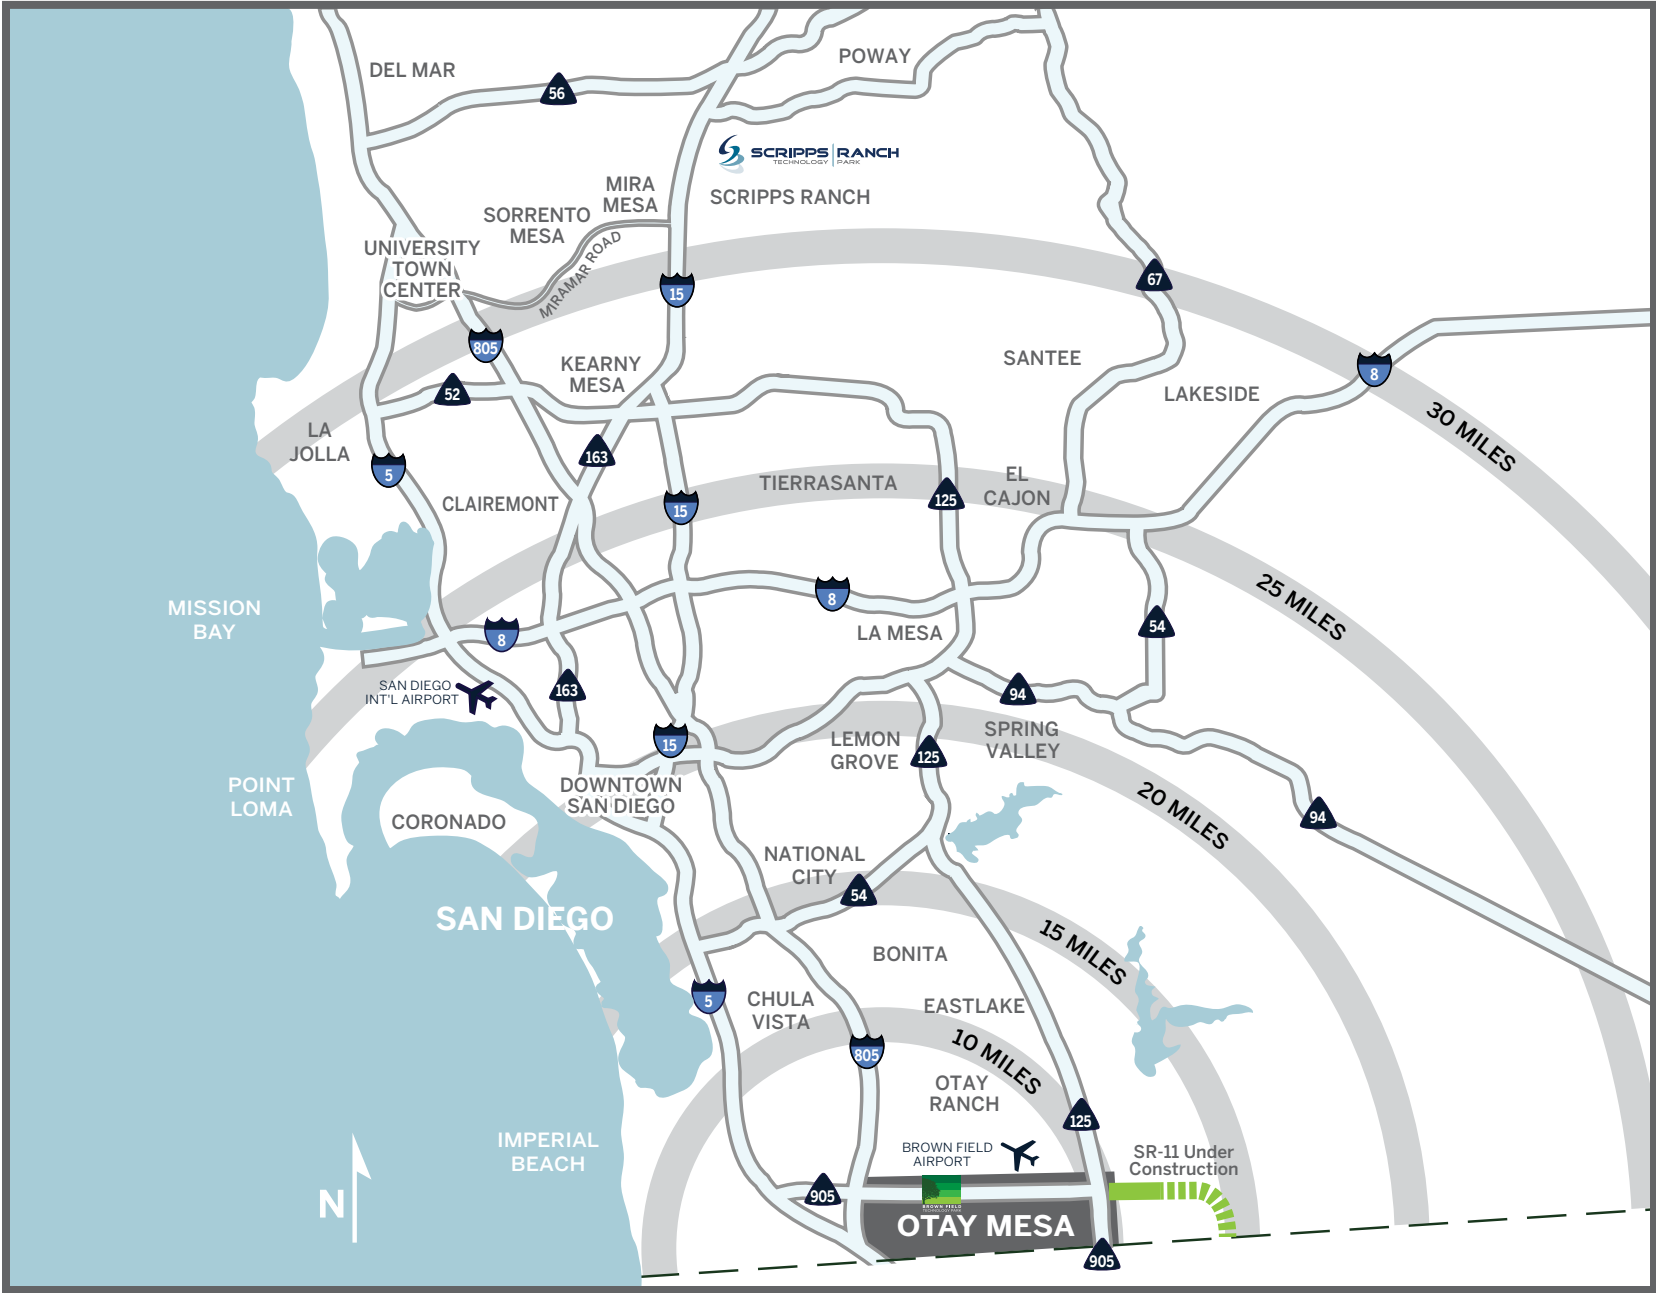 DEL MAR
56
POWAY
SCRIPPS RANCH
TECHNOLOGY PARK
MIRA
MESA
SCRIPPS RANCH
SORRENTO
MESA
MIRAMAR ROAD
UNIVERSITY
TOWN
CENTER
15
67
805
KEARNY
MESA
SANTEE
8
52
LAKESIDE
30 MILES
LA
JOLLA
163
5
CLAIREMONT
15
TIERRASANTA
125
EL
CAJON
25 MILES
MISSION
BAY
8
8
LA MESA
54
SAN DIEGO
INT'L AIRPORT
163
94
15
LEMON
GROVE
125
SPRING
VALLEY
20 MILES
POINT
LOMA
DOWNTOWN
SAN DIEGO
94
CORONADO
NATIONAL
CITY
54
SAN DIEGO
15 MILES
BONITA
5
CHULA
VISTA
EASTLAKE
805
10 MILES
OTAY
RANCH
125
IMPERIAL
BEACH
BROWN FIELD
AIRPORT
SR-11 Under
Construction
N
905
BROWN FIELD
TECHNOLOGY PARK
OTAY MESA
905